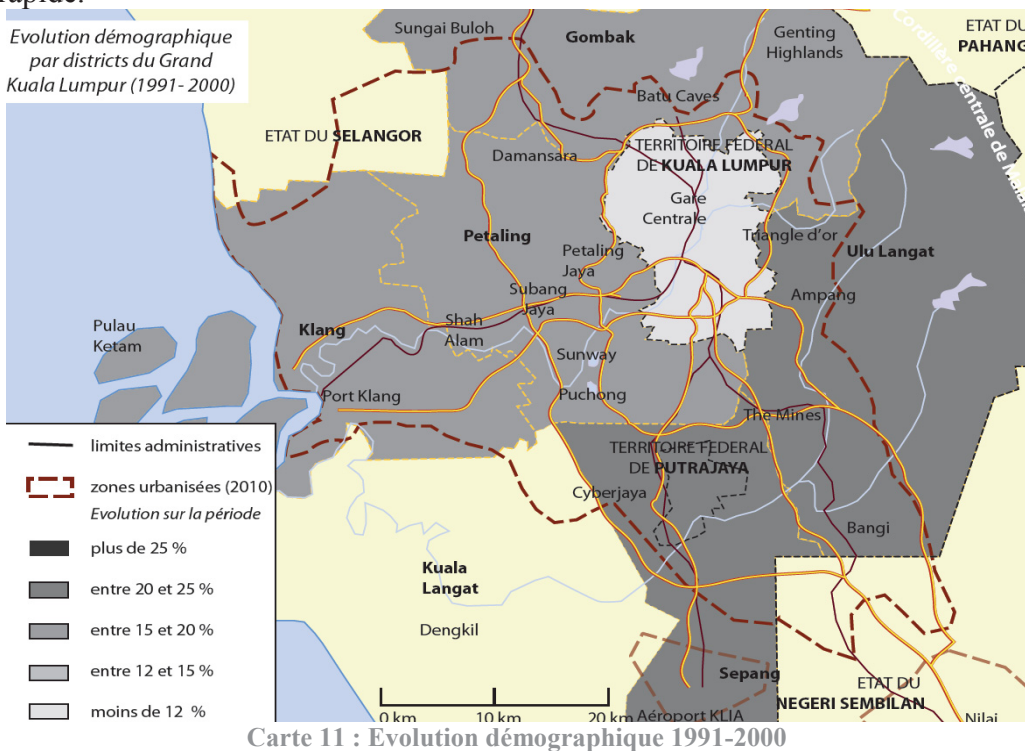 rapide.
Evolution démographique
par districts du Grand
Kuala Lumpur (1991- 2000)
Sungai Buloh
Gombak
Genting
Highlands
ETAT DU
PAHANG
Cordillère centrale de Malai
Batu Caves
ETAT DU SELANGOR
Damansara
TERRITOIRE FEDERAL
DE KUALA LUMPUR
Gare
Centrale
Triangle d'or
Ulu Langat
Petaling
Petaling
Jaya
Subang
Jaya
Ampang
Pulau
Ketam
Klang
Shah
Alam
Sunway
Port Klang
Puchong
The Mines
TERRITOIRE FEDERAL
DE PUTRAJAYA
Cyberjaya
Bangi
Kuala
Langat
Dengkil
Sepang
ETAT DU
NEGERI SEMBILAN
Nilai
Aéroport KLIA
limites administratives
zones urbanisées (2010)
Evolution sur la période
plus de 25 %
entre 20 et 25 %
entre 15 et 20 %
entre 12 et 15 %
moins de 12 %
0 km
10 km
20 km
Carte 11 : Evolution démographique 1991-2000